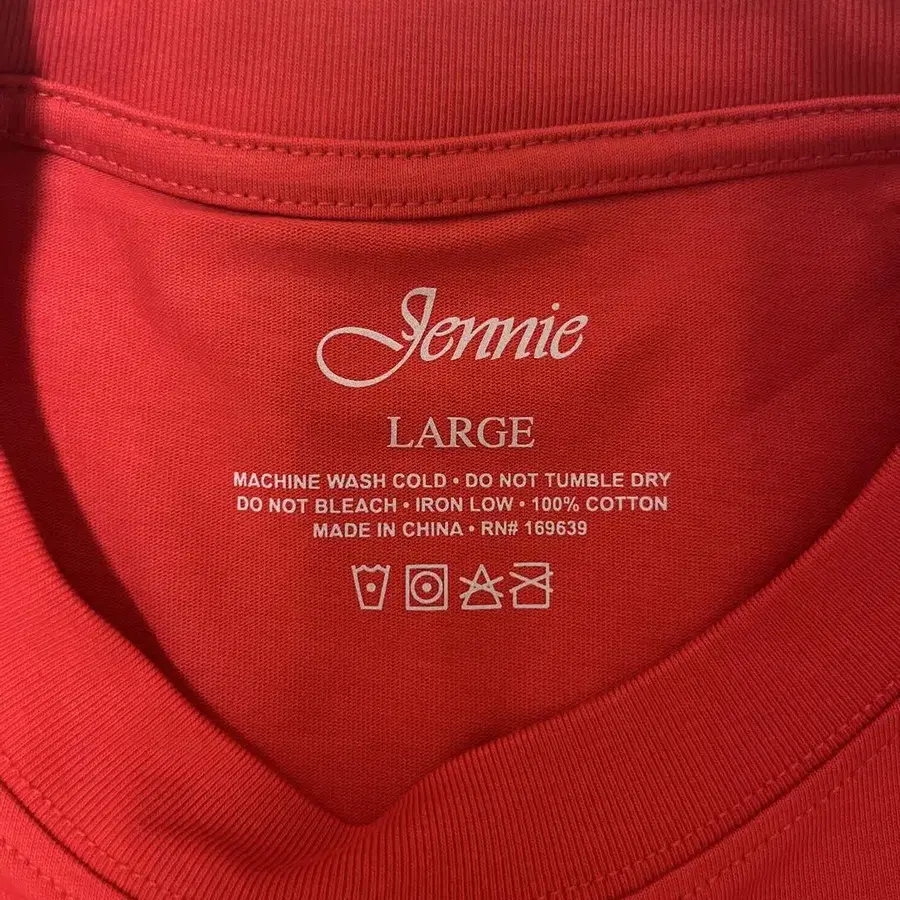 Jennie
LARGE
MACHINE WASH COLD • DO NOT TUMBLE DRY
DO NOT BLEACH • IRON LOW • 100% COTTON
MADE IN CHINA • RN# 169639